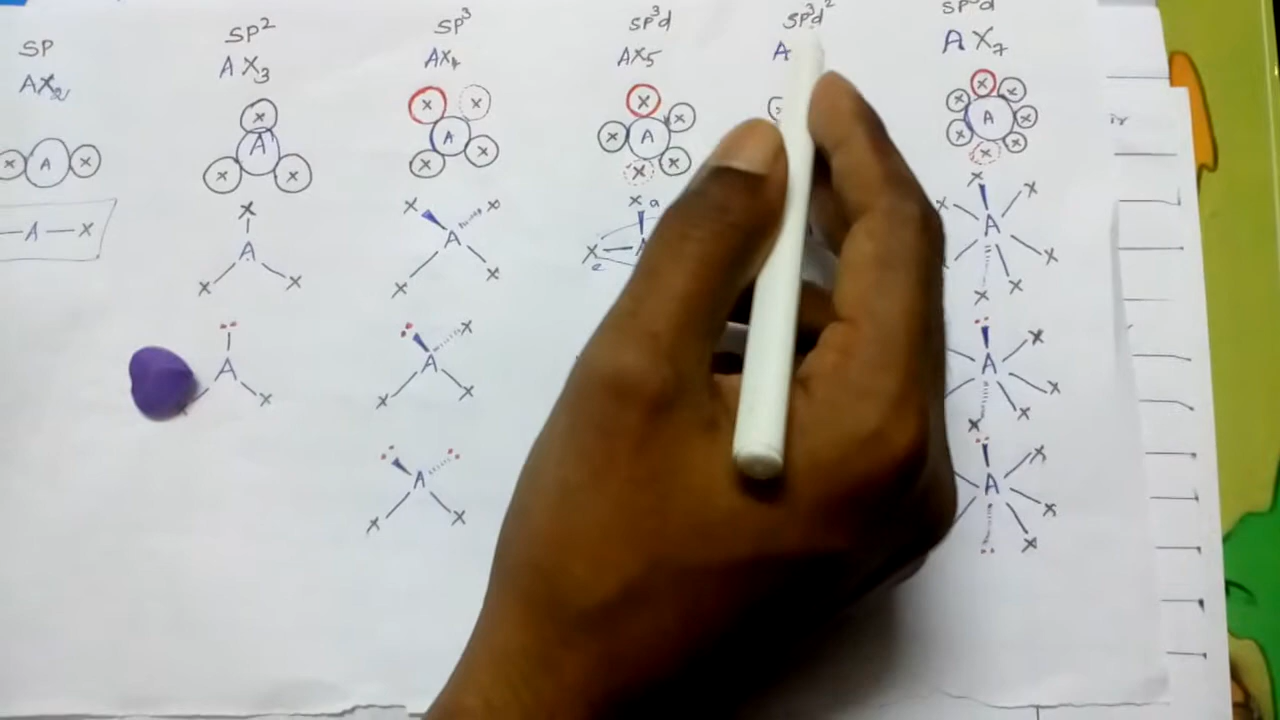 SP SP² SP³ SP³d SP³d²
AX₂ AX₃ AX₄ AX₅ A AX₇
X A X
X
A
X X
X X
A
X X
X
X A X
X X
X
X X
X A X
X X
X
A X
X
A
X X
X X
A
X X
X a
X
e
X X
X A
X
X X
A
X X
A X
X X
A X
X X
X
A
X X X
X X
A X
X X
A X
X